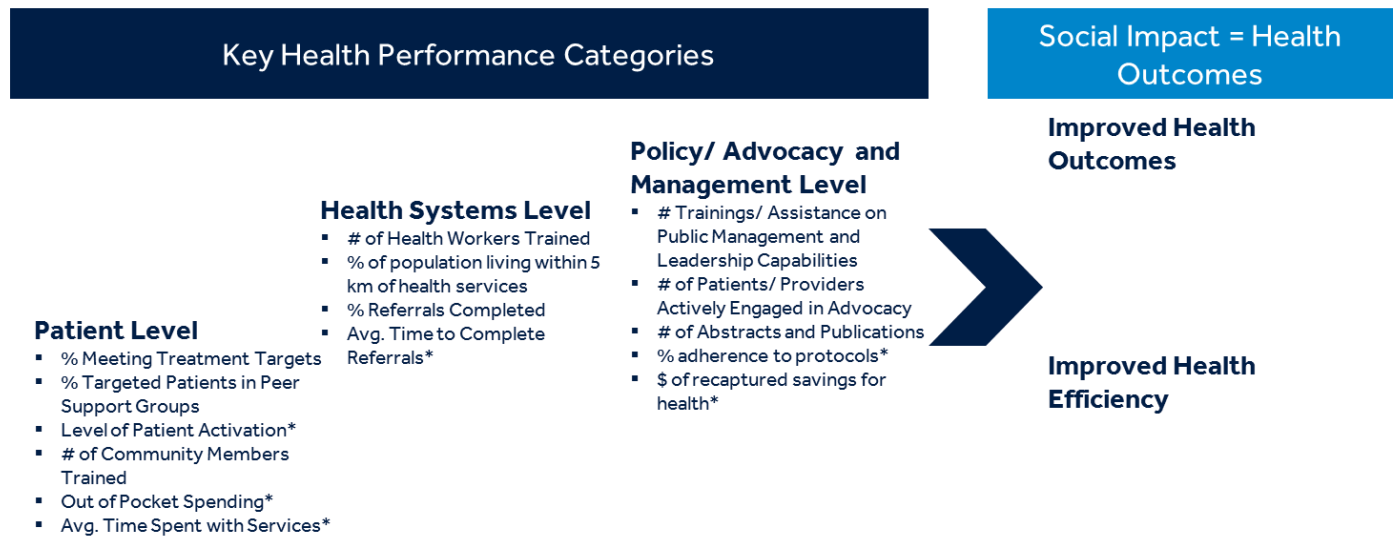 Key Health Performance Categories
Social Impact = Health
Outcomes
Patient Level
▪ % Meeting Treatment Targets
▪ % Targeted Patients in Peer
Support Groups
▪ Level of Patient Activation*
▪ # of Community Members
Trained
▪ Out of Pocket Spending*
▪ Avg. Time Spent with Services*
Health Systems Level
▪ # of Health Workers Trained
▪ % of population living within 5
km of health services
▪ % Referrals Completed
▪ Avg. Time to Complete
Referrals*
Policy/ Advocacy and
Management Level
▪ # Trainings/ Assistance on
Public Management and
Leadership Capabilities
▪ # of Patients/ Providers
Actively Engaged in Advocacy
▪ # of Abstracts and Publications
▪ % adherence to protocols*
▪ $ of recaptured savings for
health*
Improved Health
Outcomes
Improved Health
Efficiency